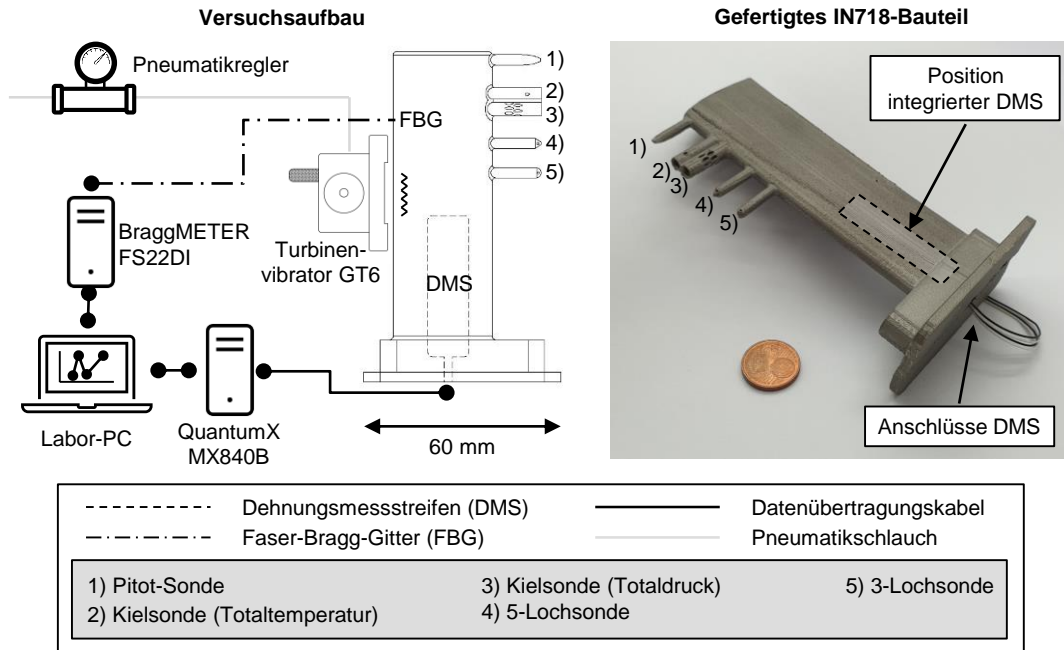 Versuchsaufbau
Pneumatikregler
FBG
1)
2)
3)
4)
5)
BraggMETER
FS22DI
Turbinen-
vibrator GT6
DMS
Labor-PC
QuantumX
MX840B
60 mm
Gefertigtes IN718-Bauteil
Position
integrierter DMS
1)
2)
3)
4)
5)
Anschlüsse DMS
Dehnungsmessstreifen (DMS)
Datenübertragungskabel
Faser-Bragg-Gitter (FBG)
Pneumatikschlauch
1) Pitot-Sonde
3) Kielsonde (Totaldruck)
5) 3-Lochsonde
2) Kielsonde (Totaltemperatur)
4) 5-Lochsonde